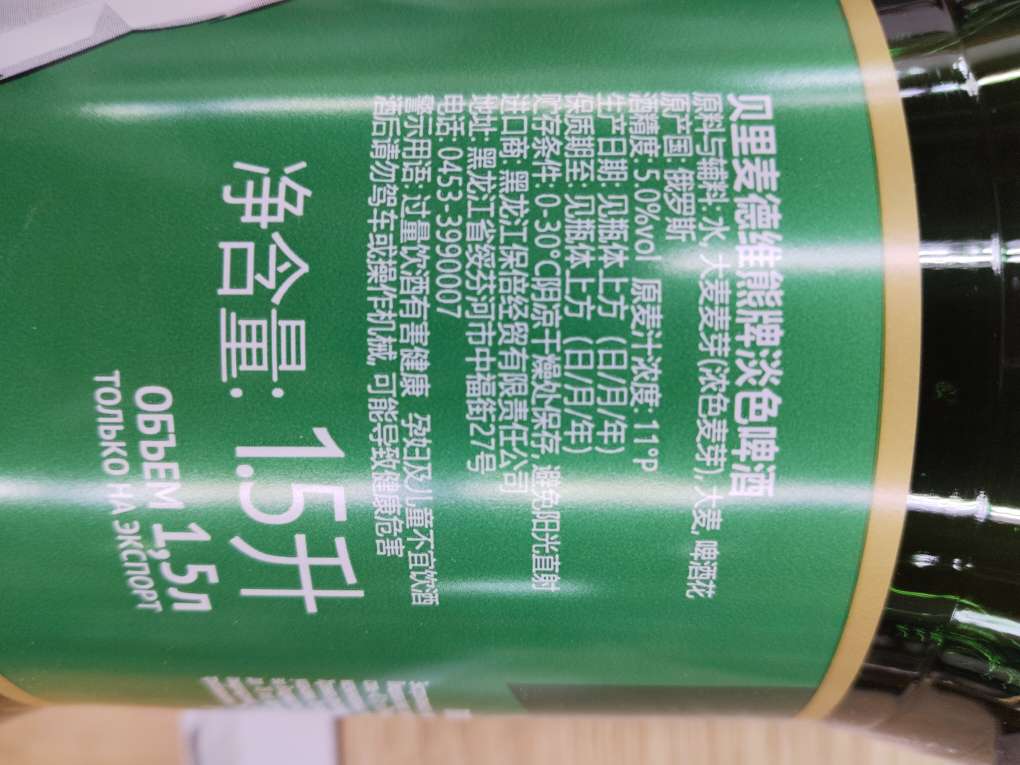 贝里麦德维熊牌淡色啤酒
原料与辅料: 水, 大麦麦芽(浓色麦芽), 大麦, 啤酒花
原产国: 俄罗斯
酒精度: 5.0%vol 原麦汁浓度: 11°P
生产日期: 见瓶体上方 (日/月/年)
保质期至: 见瓶体上方 (日/月/年)
贮存条件: 0-30℃阴凉干燥处保存, 避免阳光直射
进口商: 黑龙江保倍经贸有限责任公司
地址: 黑龙江省绥芬河市中福街27号
电话: 0453-3990007
警示用语: 过量饮酒有害健康 孕妇及儿童不宜饮酒
酒后请勿驾车或操作机械, 可能导致健康危害
净含量: 1.5升
ОБЪЕМ 1,5Л
ТОЛЬКО НА ЭКСПОРТ